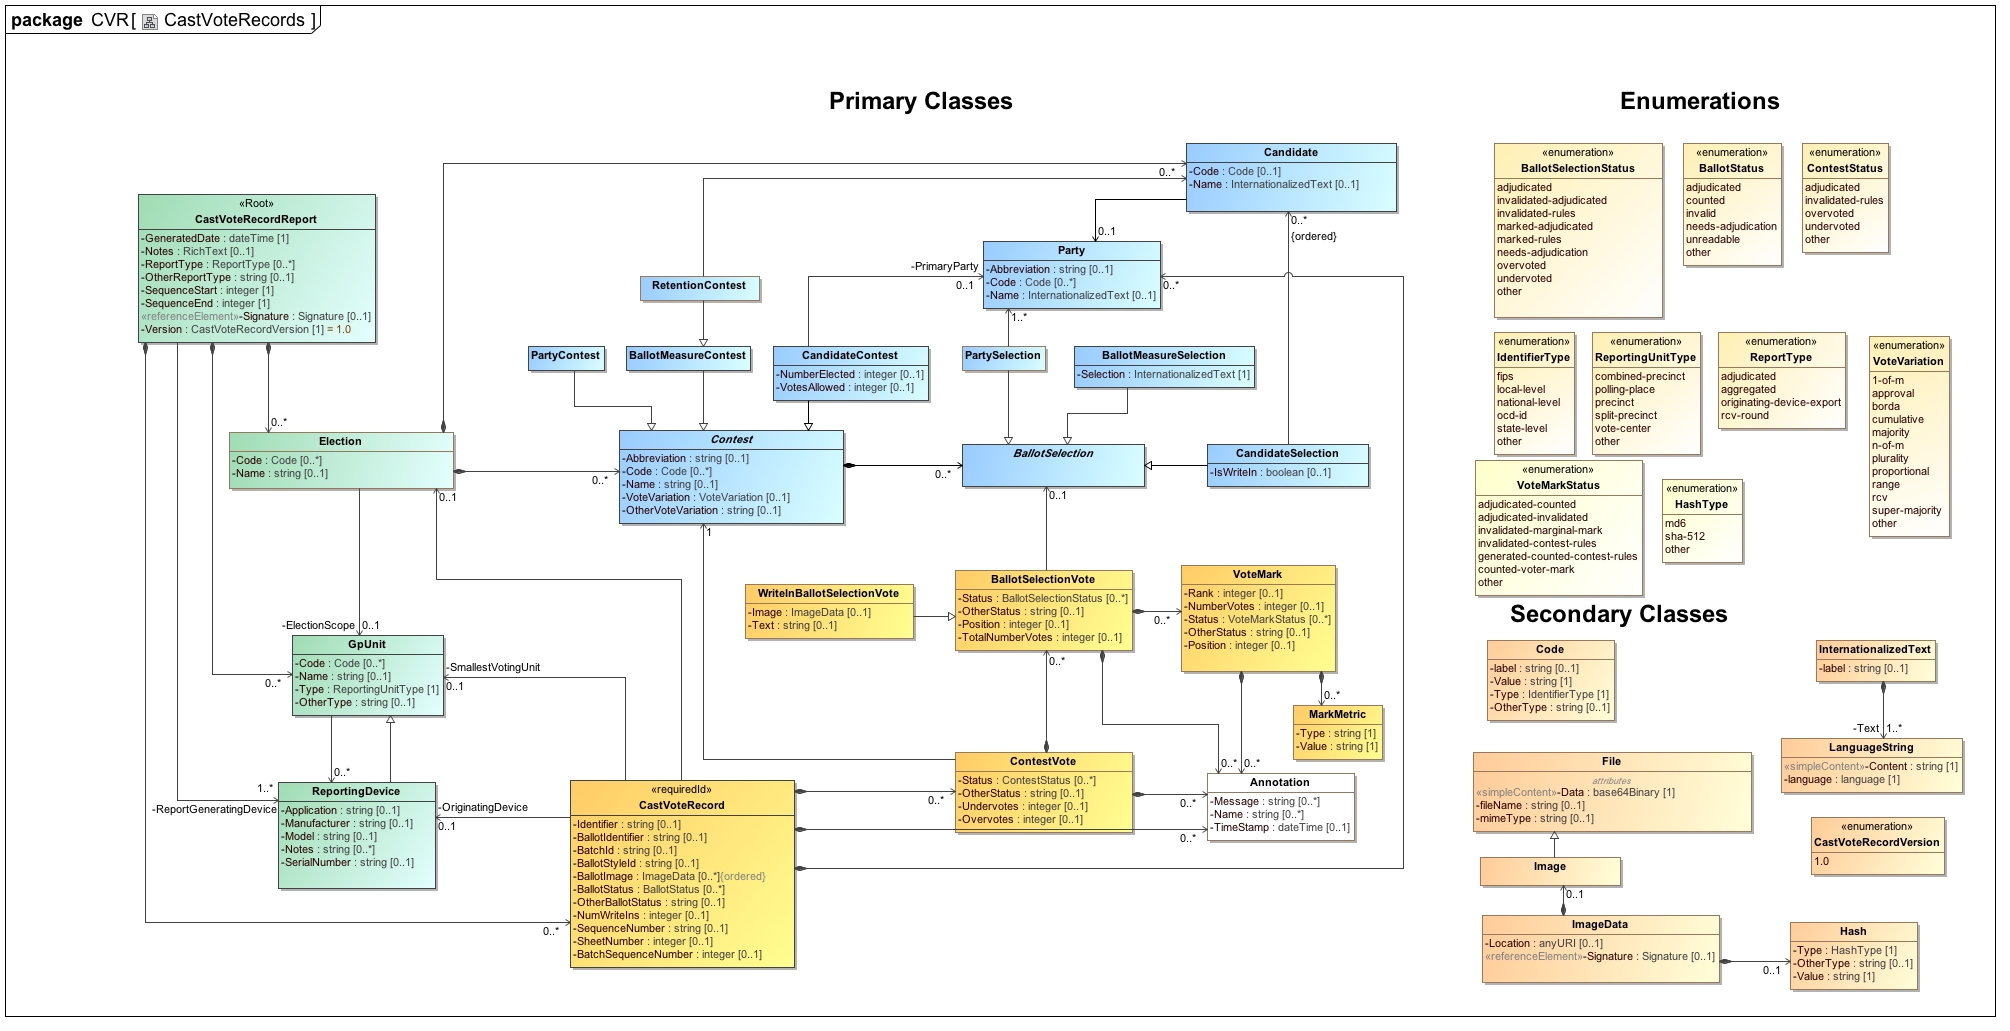 package CVR[ CastVoteRecords ]
Primary Classes
Enumerations
Secondary Classes
«Root»
CastVoteRecordReport
-GeneratedDate : dateTime [1]
-Notes : RichText [0..1]
-ReportType : ReportType [0..*]
-OtherReportType : string [0..1]
-SequenceStart : integer [1]
-SequenceEnd : integer [1]
«referenceElement»-Signature : Signature [0..1]
-Version : CastVoteRecordVersion [1] = 1.0
0..*
Election
-Code : Code [0..*]
-Name : string [0..1]
0..*
0..1
-ElectionScope
0..1
GpUnit
-Code : Code [0..*]
-Name : string [0..1]
-Type : ReportingUnitType [1]
-OtherType : string [0..1]
0..*
-SmallestVotingUnit
0..1
0..*
1..*
-ReportGeneratingDevice
ReportingDevice
-Application : string [0..1]
-Manufacturer : string [0..1]
-Model : string [0..1]
-Notes : string [0..*]
-SerialNumber : string [0..1]
-OriginatingDevice
0..1
0..*
«requiredId»
CastVoteRecord
-Identifier : string [0..1]
-BallotIdentifier : string [0..1]
-BatchId : string [0..1]
-BallotStyleId : string [0..1]
-BallotImage : ImageData [0..*]{ordered}
-BallotStatus : BallotStatus [0..*]
-OtherBallotStatus : string [0..1]
-NumWriteIns : integer [0..1]
-SequenceNumber : string [0..1]
-SheetNumber : integer [0..1]
-BatchSequenceNumber : integer [0..1]
Candidate
-Code : Code [0..1]
-Name : InternationalizedText [0..1]
0..*
0..*
{ordered}
0..1
Party
-Abbreviation : string [0..1]
-Code : Code [0..*]
-Name : InternationalizedText [0..1]
-PrimaryParty
0..1
0..*
1..*
RetentionContest
PartyContest
BallotMeasureContest
CandidateContest
-NumberElected : integer [0..1]
-VotesAllowed : integer [0..1]
PartySelection
BallotMeasureSelection
-Selection : InternationalizedText [1]
Contest
-Abbreviation : string [0..1]
-Code : Code [0..*]
-Name : string [0..1]
-VoteVariation : VoteVariation [0..1]
-OtherVoteVariation : string [0..1]
0..*
1
BallotSelection
0..1
CandidateSelection
-IsWriteIn : boolean [0..1]
WriteInBallotSelectionVote
-Image : ImageData [0..1]
-Text : string [0..1]
BallotSelectionVote
-Status : BallotSelectionStatus [0..*]
-OtherStatus : string [0..1]
-Position : integer [0..1]
-TotalNumberVotes : integer [0..1]
0..*
0..*
VoteMark
-Rank : integer [0..1]
-NumberVotes : integer [0..1]
-Status : VoteMarkStatus [0..*]
-OtherStatus : string [0..1]
-Position : integer [0..1]
0..*
MarkMetric
-Type : string [1]
-Value : string [1]
ContestVote
-Status : ContestStatus [0..*]
-OtherStatus : string [0..1]
-Undervotes : integer [0..1]
-Overvotes : integer [0..1]
0..*
0..*
0..*
0..*
0..*
Annotation
-Message : string [0..*]
-Name : string [0..*]
-TimeStamp : dateTime [0..1]
«enumeration»
BallotSelectionStatus
adjudicated
invalidated-adjudicated
invalidated-rules
marked-adjudicated
marked-rules
needs-adjudication
overvoted
undervoted
other
«enumeration»
BallotStatus
adjudicated
counted
invalid
needs-adjudication
unreadable
other
«enumeration»
ContestStatus
adjudicated
invalidated-rules
overvoted
undervoted
other
«enumeration»
IdentifierType
fips
local-level
national-level
ocd-id
state-level
other
«enumeration»
ReportingUnitType
combined-precinct
polling-place
precinct
split-precinct
vote-center
other
«enumeration»
ReportType
adjudicated
aggregated
originating-device-export
rcv-round
«enumeration»
VoteVariation
1-of-m
approval
borda
cumulative
majority
n-of-m
plurality
proportional
range
rcv
super-majority
other
«enumeration»
VoteMarkStatus
adjudicated-counted
adjudicated-invalidated
invalidated-marginal-mark
invalidated-contest-rules
generated-counted-contest-rules
counted-voter-mark
other
«enumeration»
HashType
md6
sha-512
other
Code
-label : string [0..1]
-Value : string [1]
-Type : IdentifierType [1]
-OtherType : string [0..1]
InternationalizedText
-label : string [0..1]
-Text
1..*
LanguageString
«simpleContent»-Content : string [1]
-language : language [1]
File
attributes
«simpleContent»-Data : base64Binary [1]
-fileName : string [0..1]
-mimeType : string [0..1]
«enumeration»
CastVoteRecordVersion
1.0
Image
0..1
ImageData
-Location : anyURI [0..1]
«referenceElement»-Signature : Signature [0..1]
0..1
Hash
-Type : HashType [1]
-OtherType : string [0..1]
-Value : string [1]